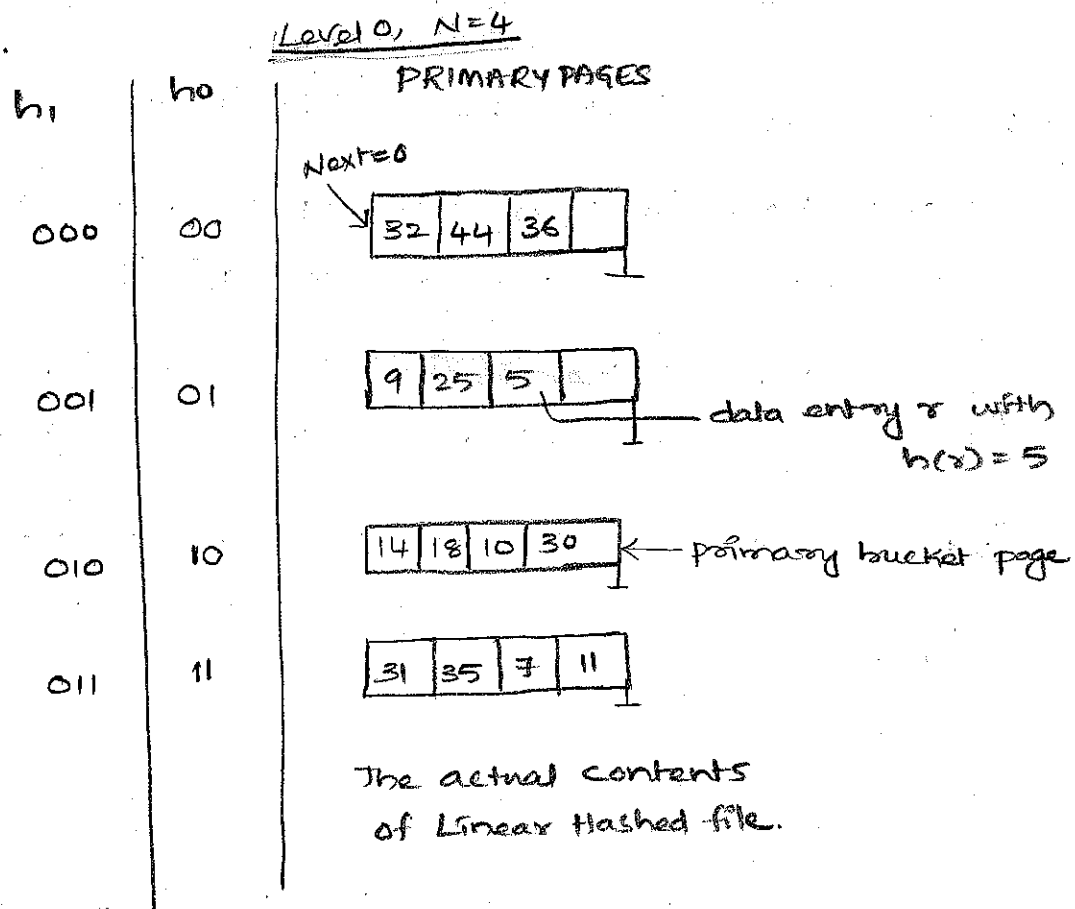 Level 0, N=4
h1 h0 PRIMARY PAGES
Next=0
000 00 32 44 36
001 01 9 25 5
data entry r with
h(r) = 5
010 10 14 18 10 30 primary bucket page
011 11 31 35 7 11
The actual contents
of Linear Hashed file.